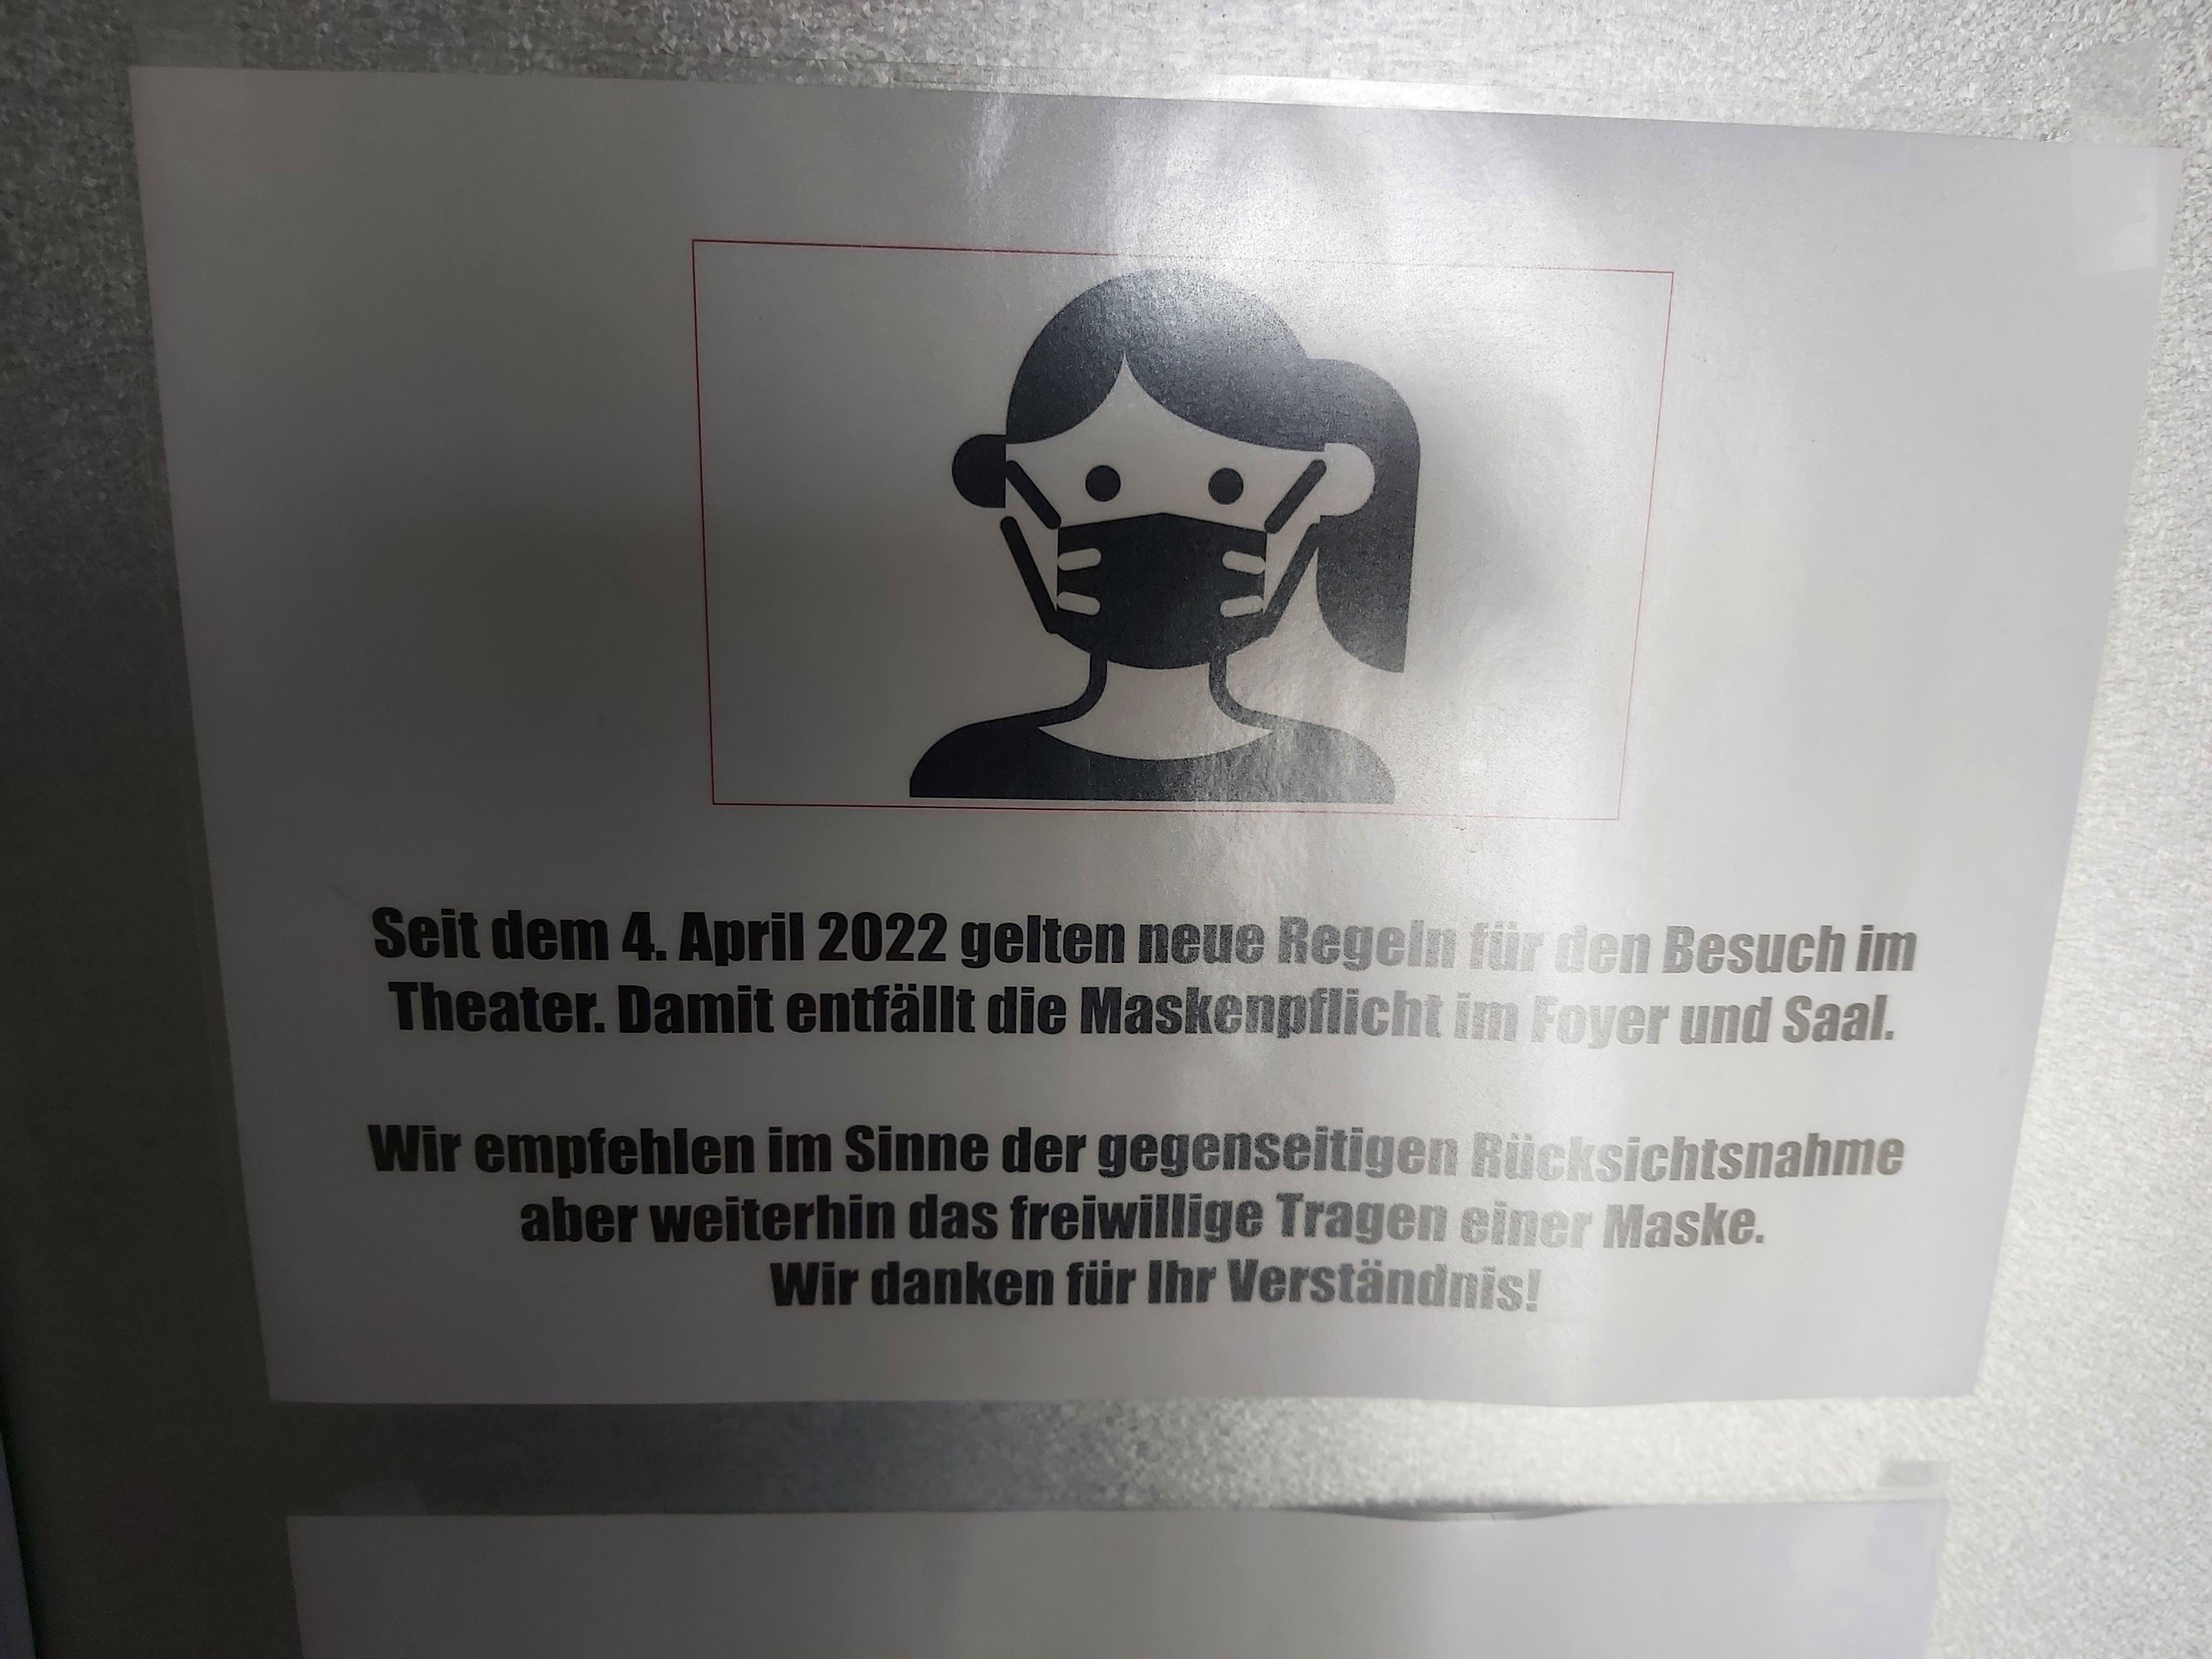 Seit dem 4. April 2022 gelten neue Regeln für den Besuch im
Theater. Damit entfällt die Maskenpflicht im Foyer und Saal.
Wir empfehlen im Sinne der gegenseitigen Rücksichtsnahme
aber weiterhin das freiwillige Tragen einer Maske.
Wir danken für Ihr Verständnis!